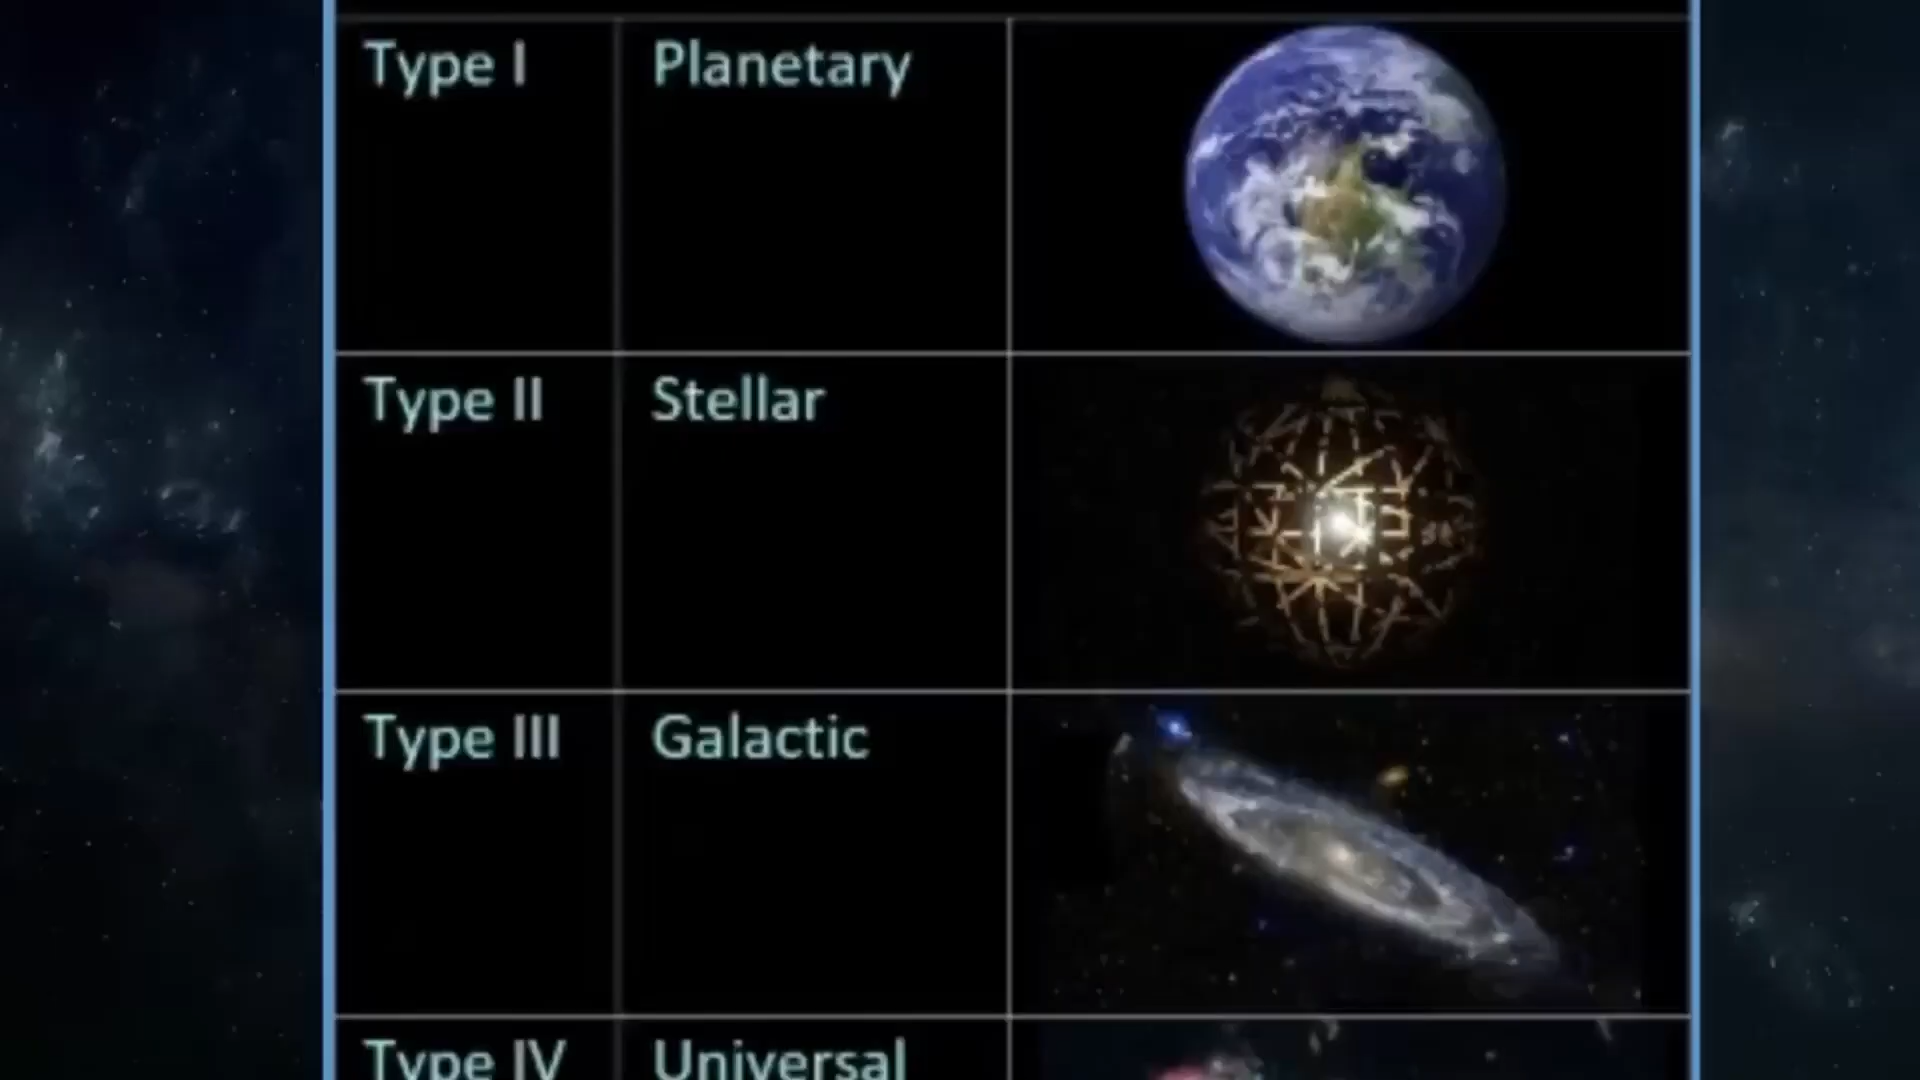 Type I Planetary
Type II Stellar
Type III Galactic
Type IV Universal